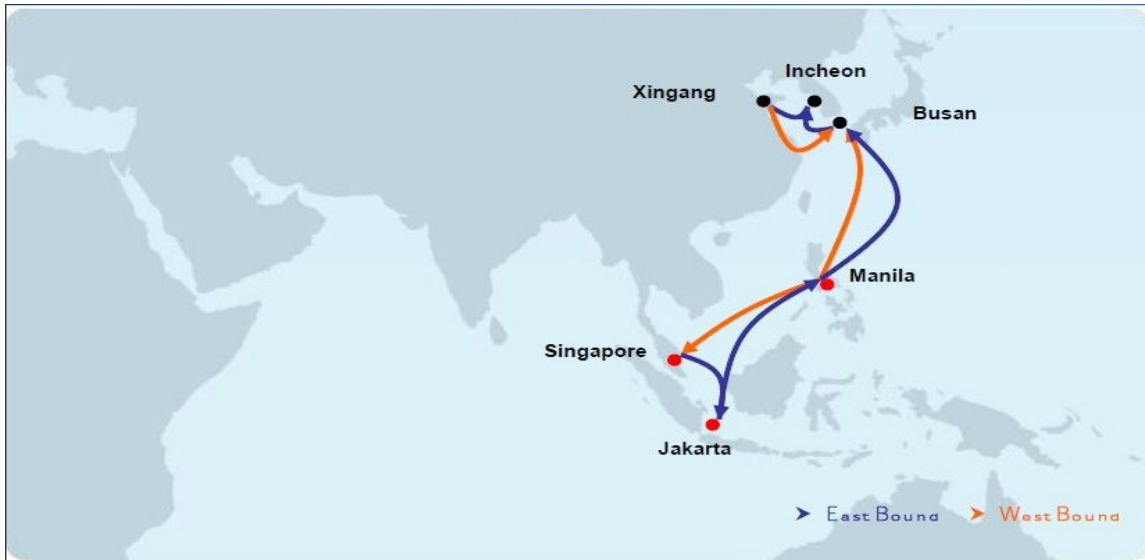 Incheon
Xingang
Busan
Manila
Singapore
Jakarta
East Bound West Bound